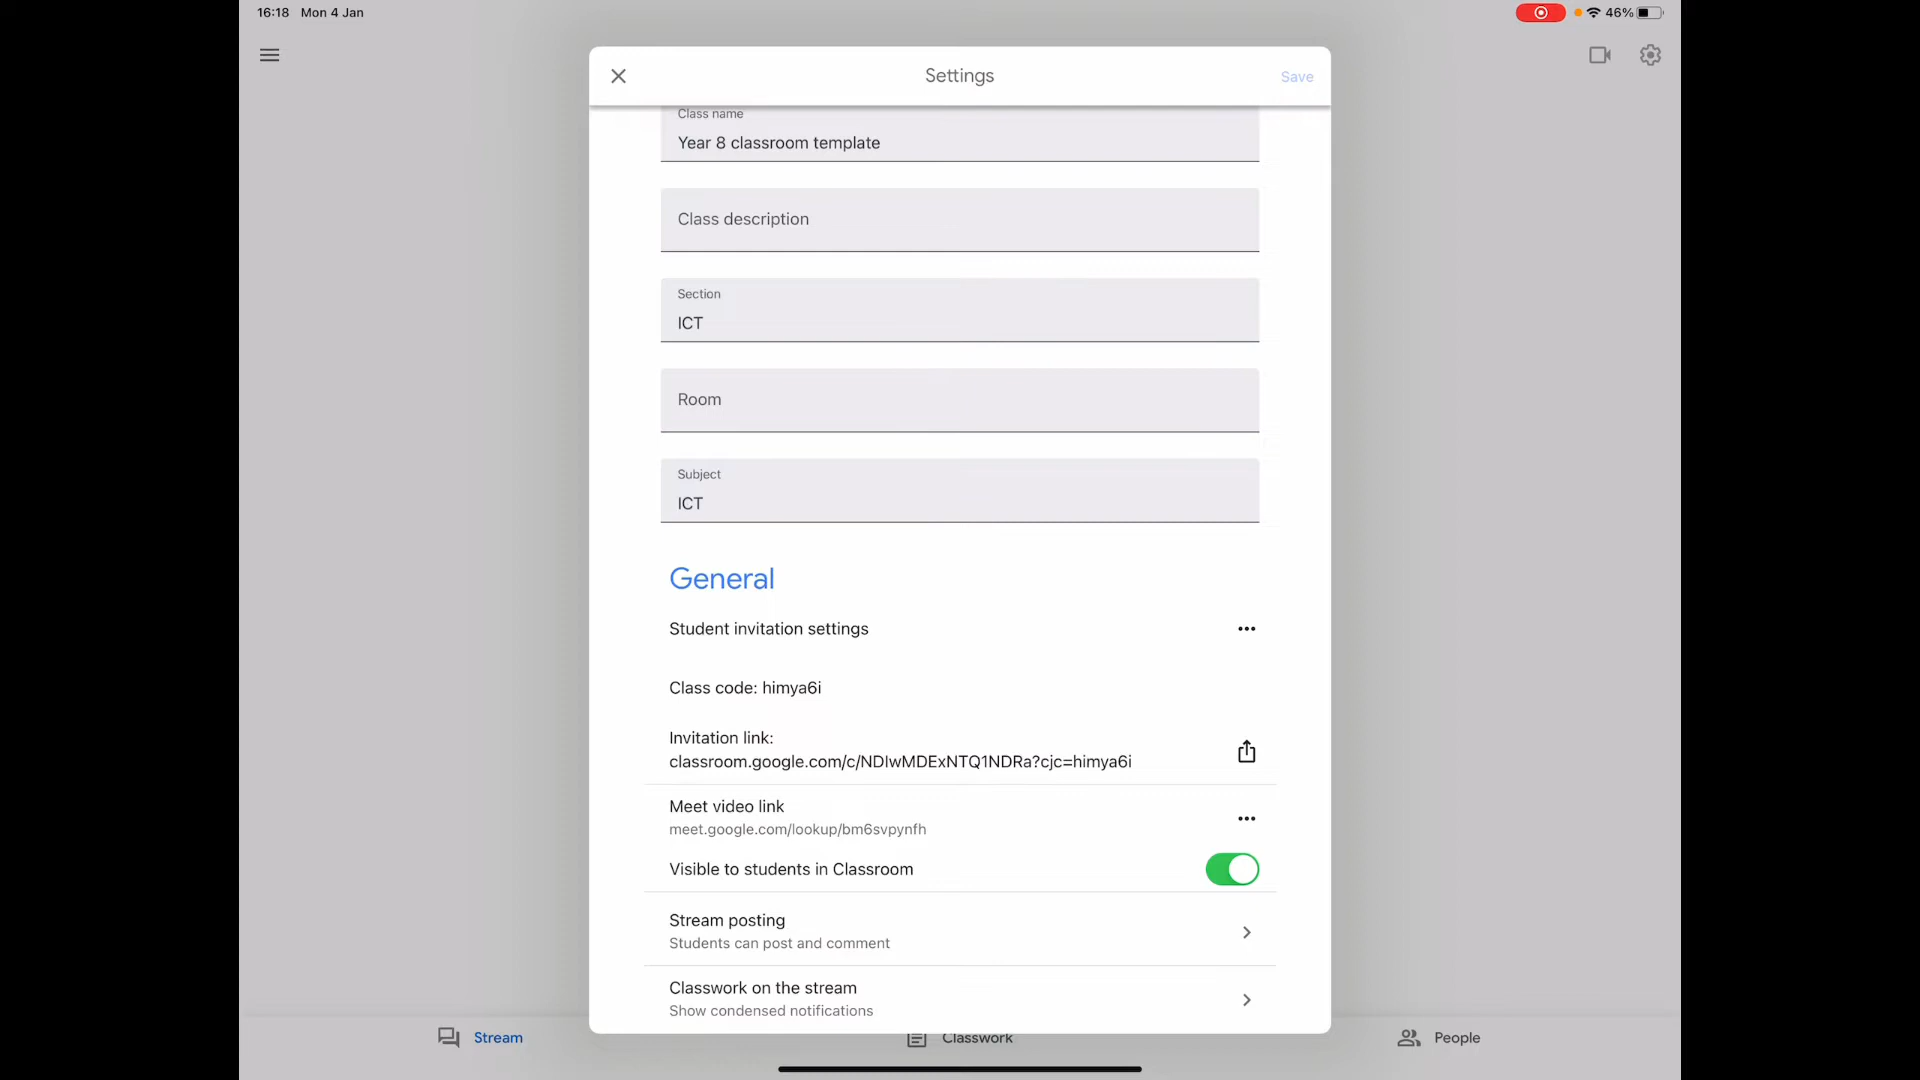 16:18 Mon 4 Jan
46%
Settings
Save
Class name
Year 8 classroom template
Class description
Section
ICT
Room
Subject
ICT
General
Student invitation settings
Class code: himya6i
Invitation link:
classroom.google.com/c/NDIwMDExNTQ1NDRa?cjc=himya6i
Meet video link
meet.google.com/lookup/bm6svpynfh
Visible to students in Classroom
Stream posting
Students can post and comment
Classwork on the stream
Show condensed notifications
Stream
Classwork
People